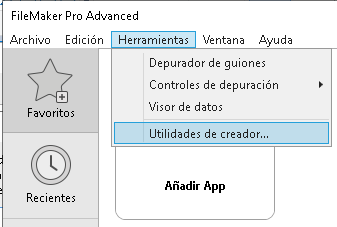 FileMaker Pro Advanced
Archivo Edición Herramientas Ventana Ayuda
Depurador de guiones
Controles de depuración
Visor de datos
Utilidades de creador...
Favoritos
Añadir App
Recientes